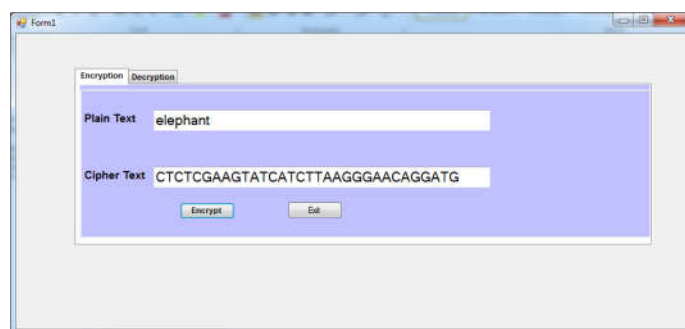 Form1
Encryption Decryption
Plain Text elephant
Cipher Text CTCTCGAAGTATCATCTTAAGGGAACAGGATG
Encrypt Exit